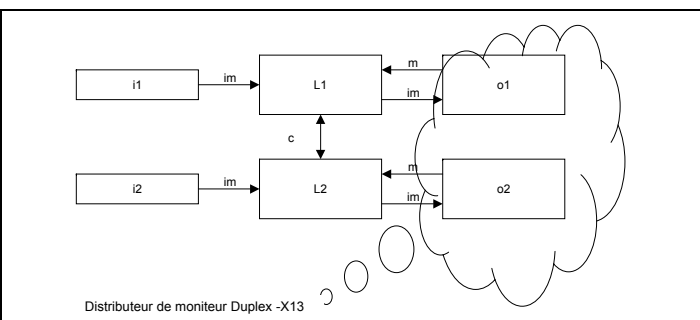 m
i1 im L1 im o1
c
m
i2 im L2 im o2
Distributeur de moniteur Duplex -X13